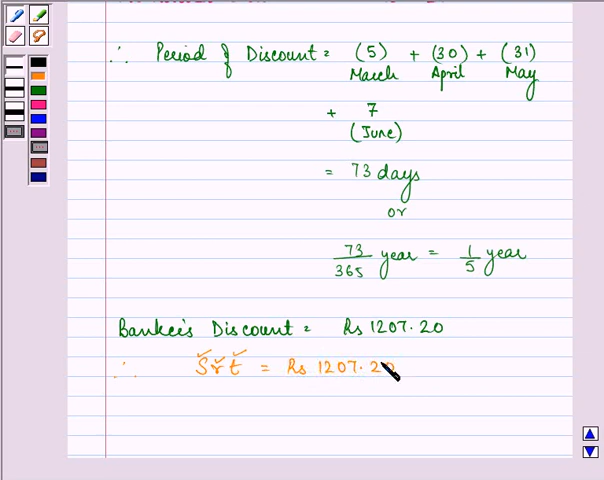 ∴ Period of Discount = (5) + (30) + (31)
March April May
+ 7
(June)
= 73 days
or
73/365 year = 1/5 year
Banker's Discount = Rs 1207.20
∴ S r t = Rs 1207.20